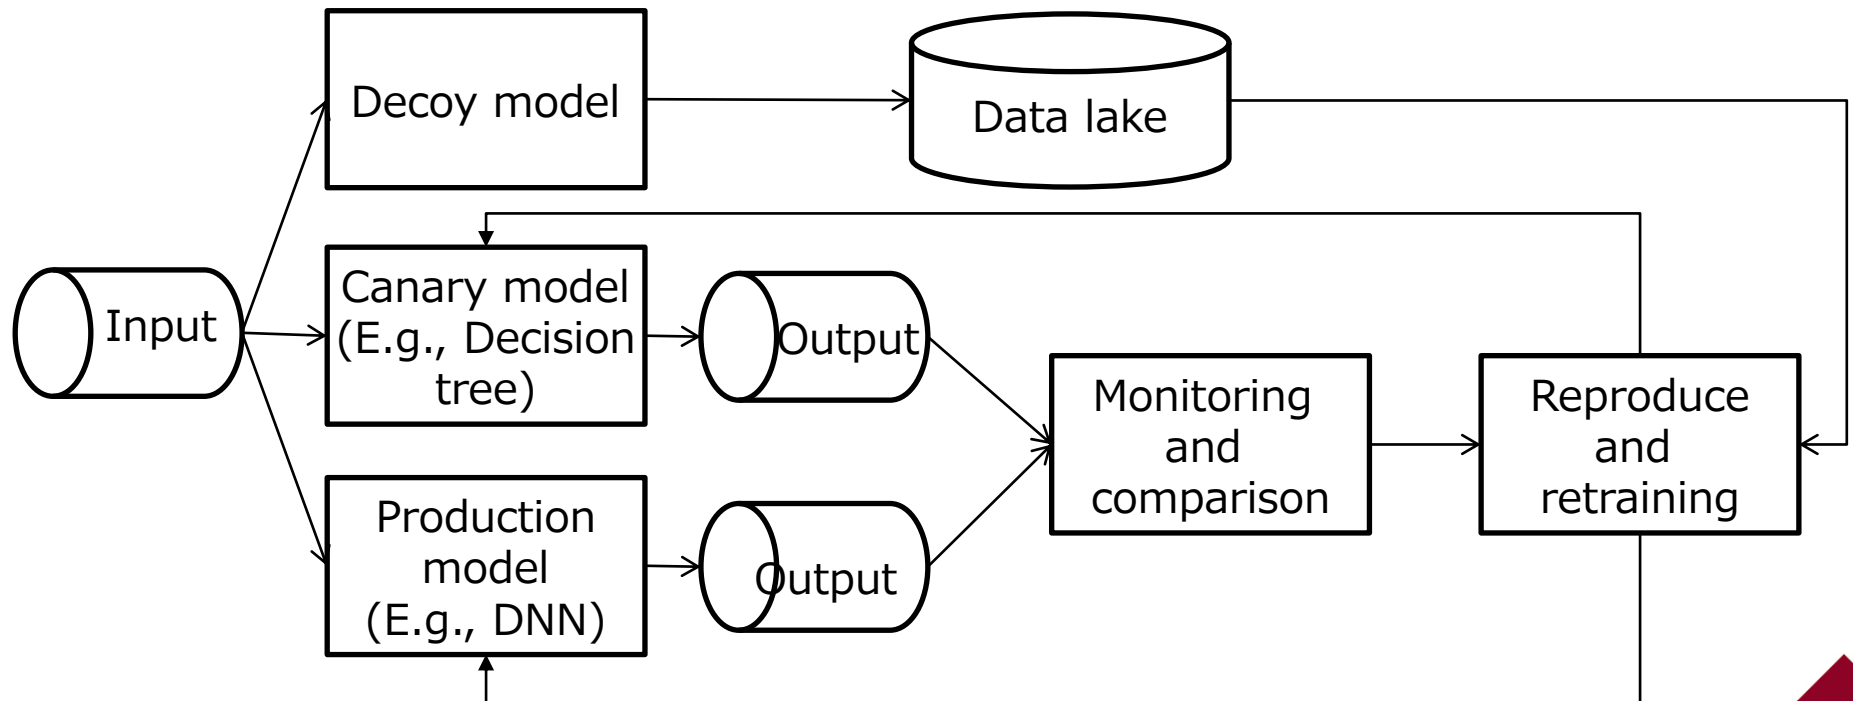 Decoy model
Data lake
Input
Canary model
(E.g., Decision
tree)
Output
Monitoring
and
comparison
Reproduce
and
retraining
Production
model
(E.g., DNN)
Output